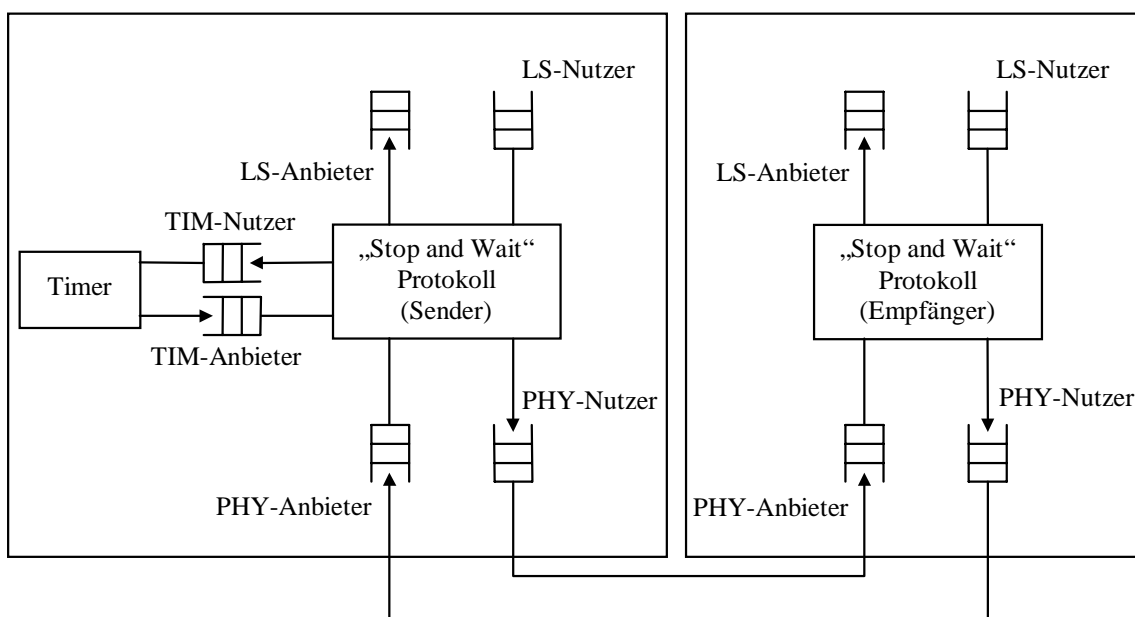 LS-Nutzer
LS-Anbieter
TIM-Nutzer
Timer
TIM-Anbieter
„Stop and Wait“
Protokoll
(Sender)
PHY-Nutzer
PHY-Anbieter
LS-Nutzer
LS-Anbieter
„Stop and Wait“
Protokoll
(Empfänger)
PHY-Nutzer
PHY-Anbieter